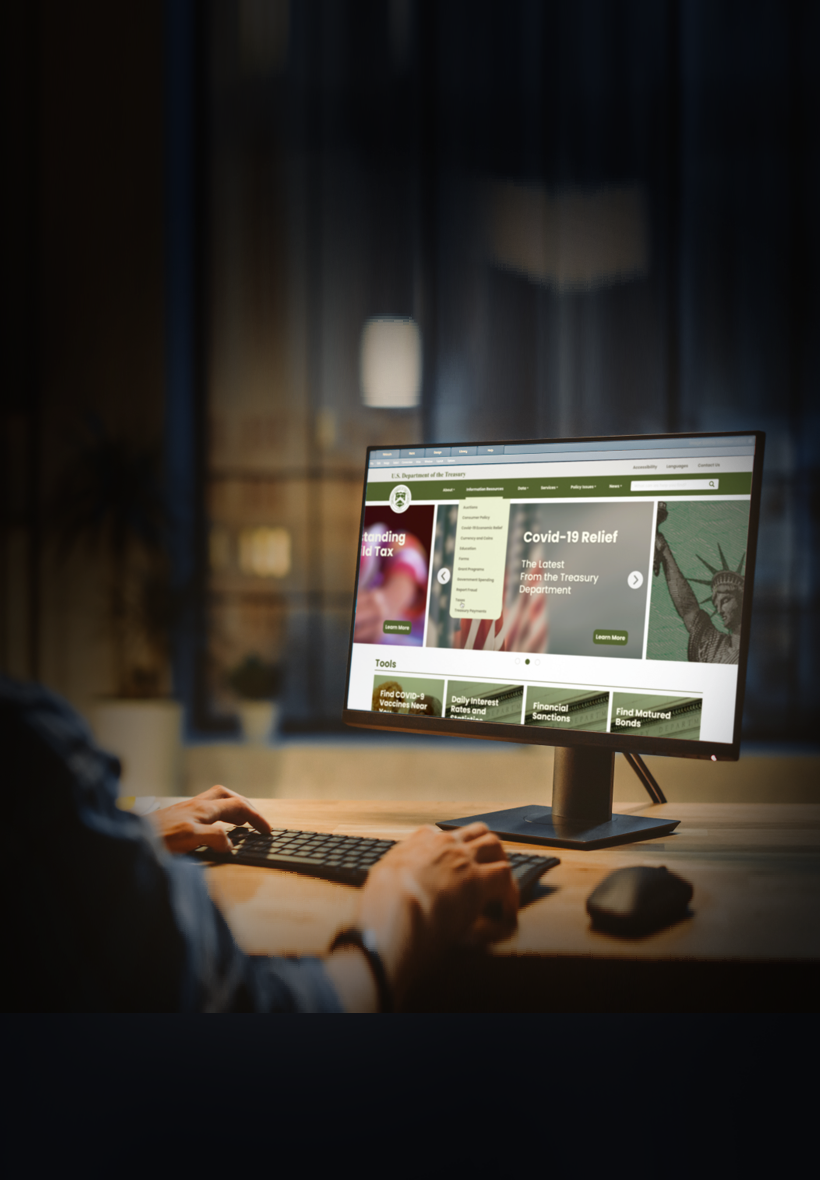 Accessibility Languages Contact Us
U.S. Department of the Treasury
About Information Resources Data Services Policy Issues News
Auctions
Consumer Policy
Covid-19 Economic Relief
Currency and Coins
Education
Forms
Grant Programs
Government Spending
Report Fraud
Taxes
Treasury Payments
tanding
ld Tax
Learn More
Covid-19 Relief
The Latest
From the Treasury
Department
Learn More
Tools
Find COVID-9
Vaccines Near
Daily Interest
Rates and
Statistics
Financial
Sanctions
Find Matured
Bonds